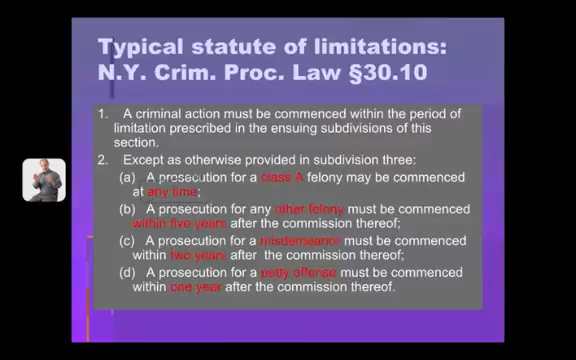 Typical statute of limitations:
N.Y. Crim. Proc. Law §30.10
1. A criminal action must be commenced within the period of
limitation prescribed in the ensuing subdivisions of this
section.
2. Except as otherwise provided in subdivision three:
(a) A prosecution for a class A felony may be commenced
at any time;
(b) A prosecution for any other felony must be commenced
within five years after the commission thereof;
(c) A prosecution for a misdemeanor must be commenced
within two years after the commission thereof;
(d) A prosecution for a petty offense must be commenced
within one year after the commission thereof.